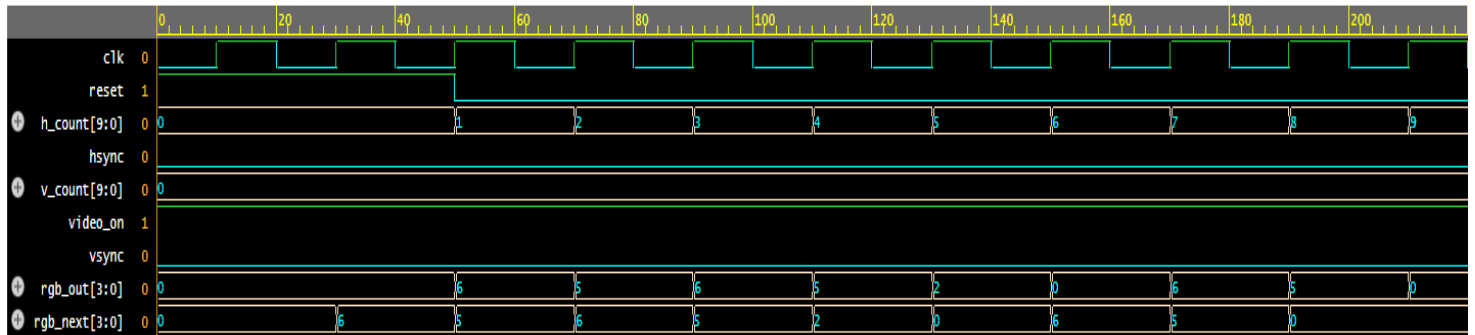 0 20 40 60 80 100 120 140 160 180 200
clk 0
reset 1
h_count[9:0] 0 0 1 2 3 4 5 6 7 8 9
hsync 0
v_count[9:0] 0 0
video_on 1
vsync 0
rgb_out[3:0] 0 0 6 5 6 5 2 0 6 5 0
rgb_next[3:0] 0 0 6 5 6 5 2 0 6 5 0